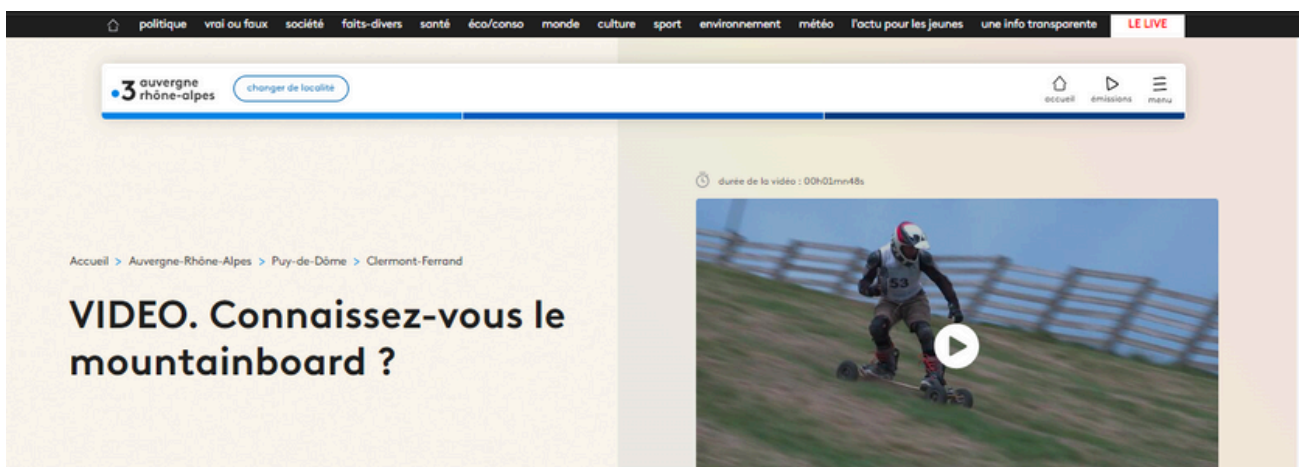 politique vrai ou faux société faits-divers santé éco/conso monde culture sport environnement météo l'actu pour les jeunes une info transparente LE LIVE
3 auvergne
rhône-alpes
changer de localité
accueil émissions menu
durée de la vidéo : 00h01mn48s
Accueil > Auvergne-Rhône-Alpes > Puy-de-Dôme > Clermont-Ferrand
VIDEO. Connaissez-vous le
mountainboard ?
53